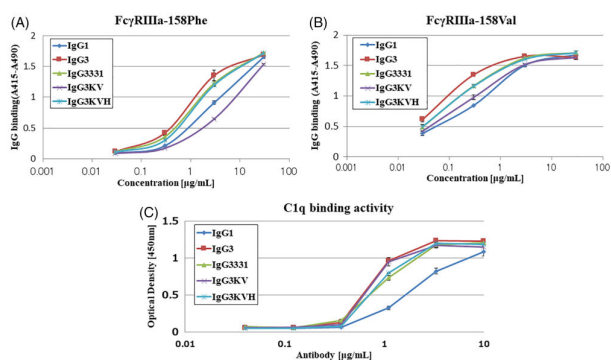 (A)
FcγRIIIa-158Phe
IgG binding(A415-A490)
2
1.5
1
0.5
0
IgG1
IgG3
IgG3331
IgG3KV
IgG3KVH
0.01
0.1
1
10
100
Concentration [μg/mL]
(B)
FcγRIIIa-158Val
IgG binding (A415-A490)
2
1.5
1
0.5
0
IgG1
IgG3
IgG3331
IgG3KV
IgG3KVH
0.01
0.1
1
10
100
Concentration [μg/mL]
(C)
C1q binding activity
Optical Density [450nm]
1.5
1
0.5
0
IgG1
IgG3
IgG3331
IgG3KV
IgG3KVH
0.01
0.1
1
10
Antibody [μg/mL]